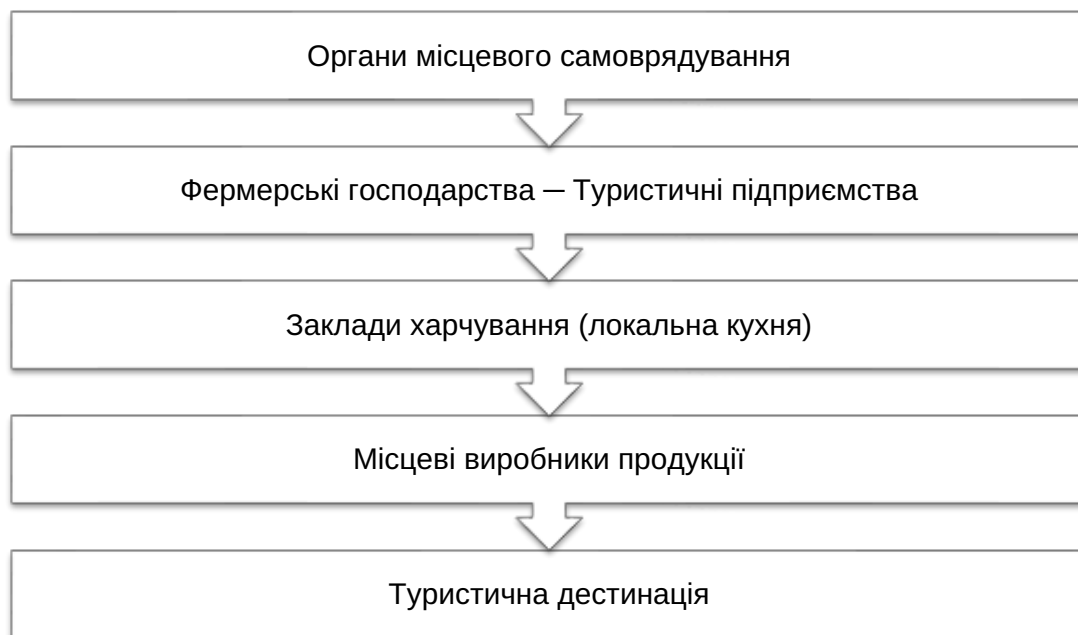 Органи місцевого самоврядування
Фермерські господарства — Туристичні підприємства
Заклади харчування (локальна кухня)
Місцеві виробники продукції
Туристична дестинація